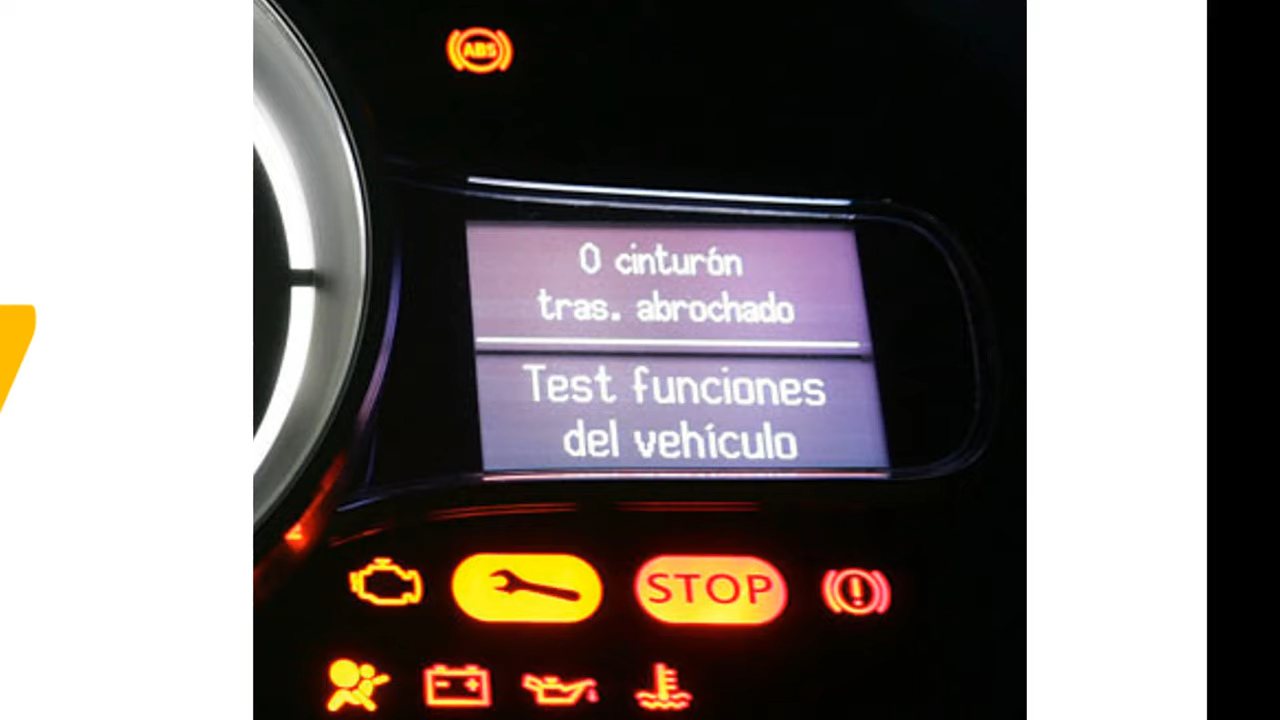 ABS
0 cinturón
tras. abrochado
Test funciones
del vehículo
STOP